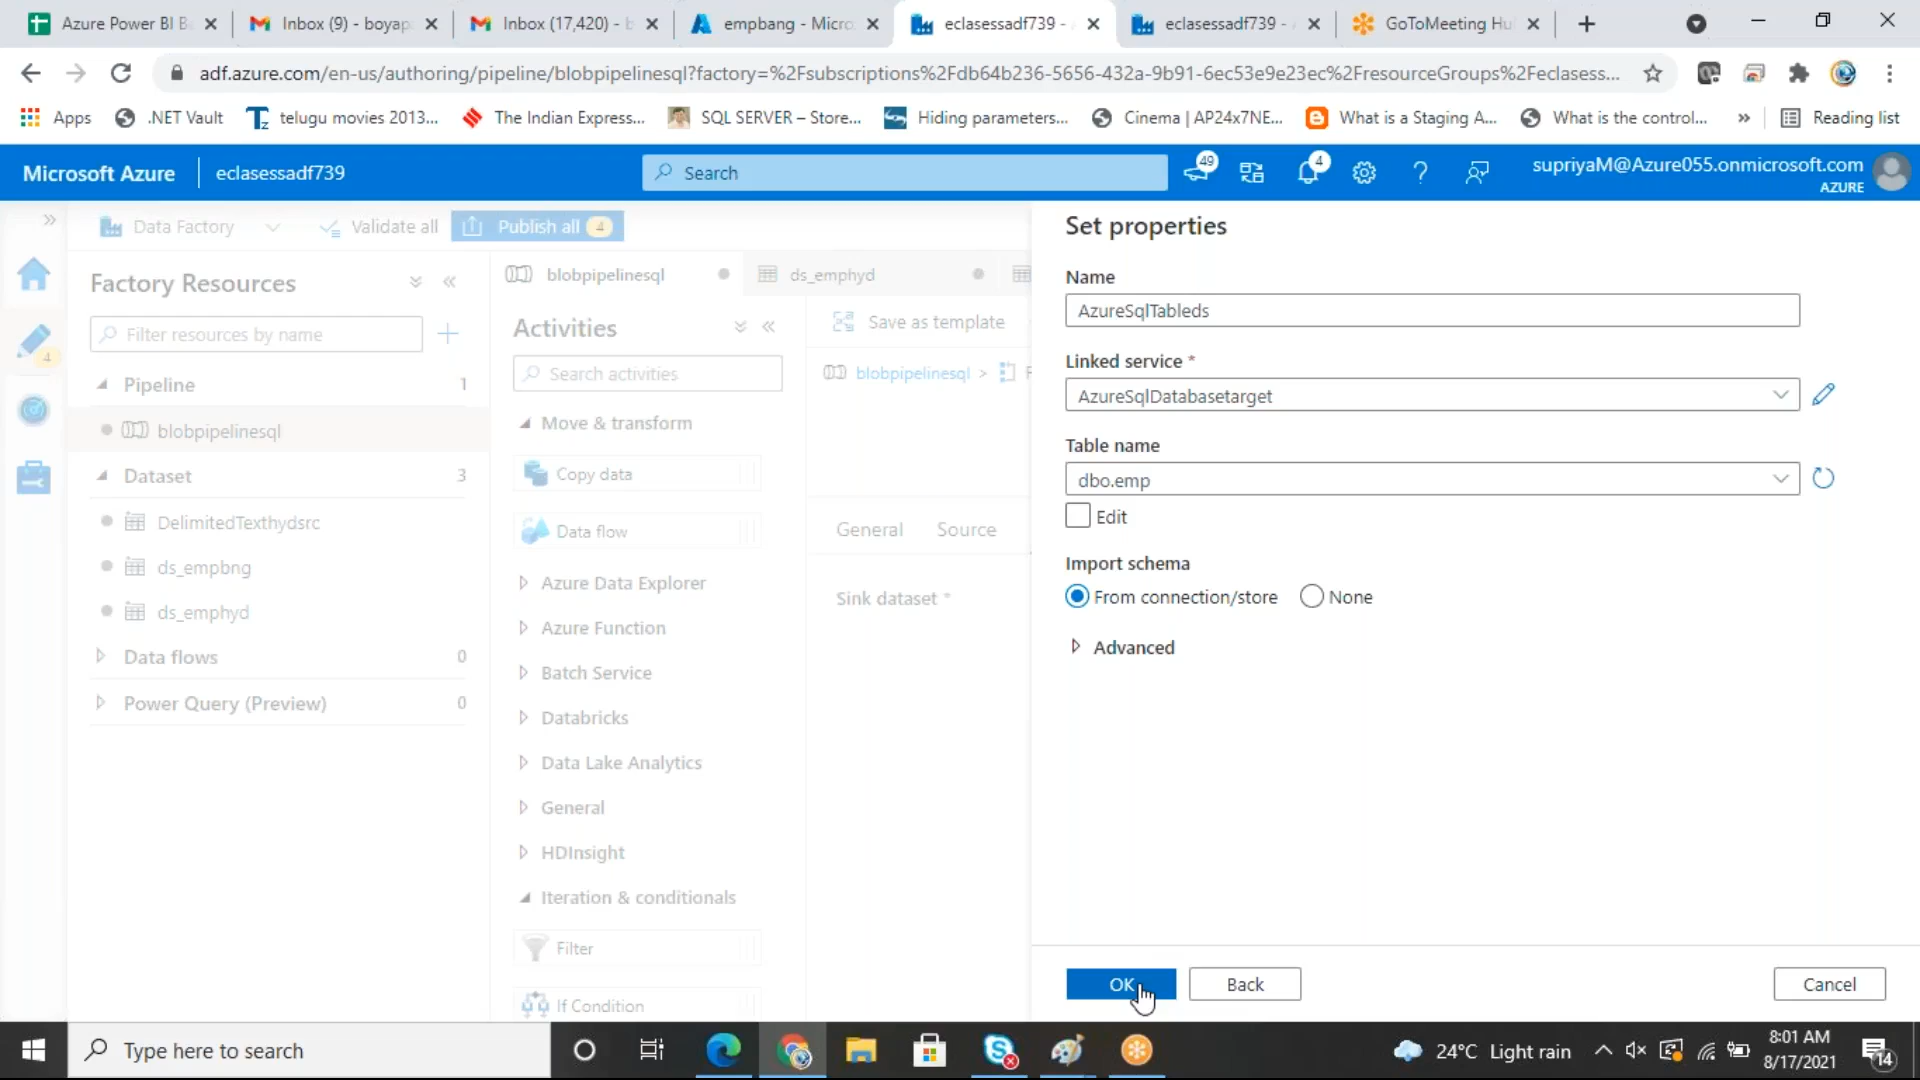 Azure Power BI B
Inbox (9) - boyap
Inbox (17,420) - b
empbang - Micro
eclasessadf739 -
eclasessadf739 -
GoToMeeting Hu
adf.azure.com/en-us/authoring/pipeline/blobpipelinesql?factory=%2Fsubscriptions%2Fdb64b236-5656-432a-9b91-6ec53e9e23ec%2FresourceGroups%2Feclasess...
Apps
.NET Vault
telugu movies 2013...
The Indian Express...
SQL SERVER – Store...
Hiding parameters...
Cinema | AP24x7NE...
What is a Staging A...
What is the control...
»
Reading list
Microsoft Azure
eclasessadf739
Search
49
4
supriyaM@Azure055.onmicrosoft.com
AZURE
Data Factory
Validate all
Publish all 4
Factory Resources
Filter resources by name
4
Pipeline 1
blobpipelinesql
Dataset 3
DelimitedTexthydsrc
ds_empbng
ds_emphyd
Data flows 0
Power Query (Preview) 0
blobpipelinesql
ds_emphyd
Activities
Search activities
Move & transform
Copy data
Data flow
Azure Data Explorer
Azure Function
Batch Service
Databricks
Data Lake Analytics
General
HDInsight
Iteration & conditionals
Filter
If Condition
Save as template
blobpipelinesql > F
General Source
Sink dataset *
Set properties
Name
AzureSqlTableds
Linked service *
AzureSqlDatabasetarget
Table name
dbo.emp
Edit
Import schema
From connection/store None
Advanced
OK
Back
Cancel
Type here to search
24°C Light rain
8:01 AM
8/17/2021
14